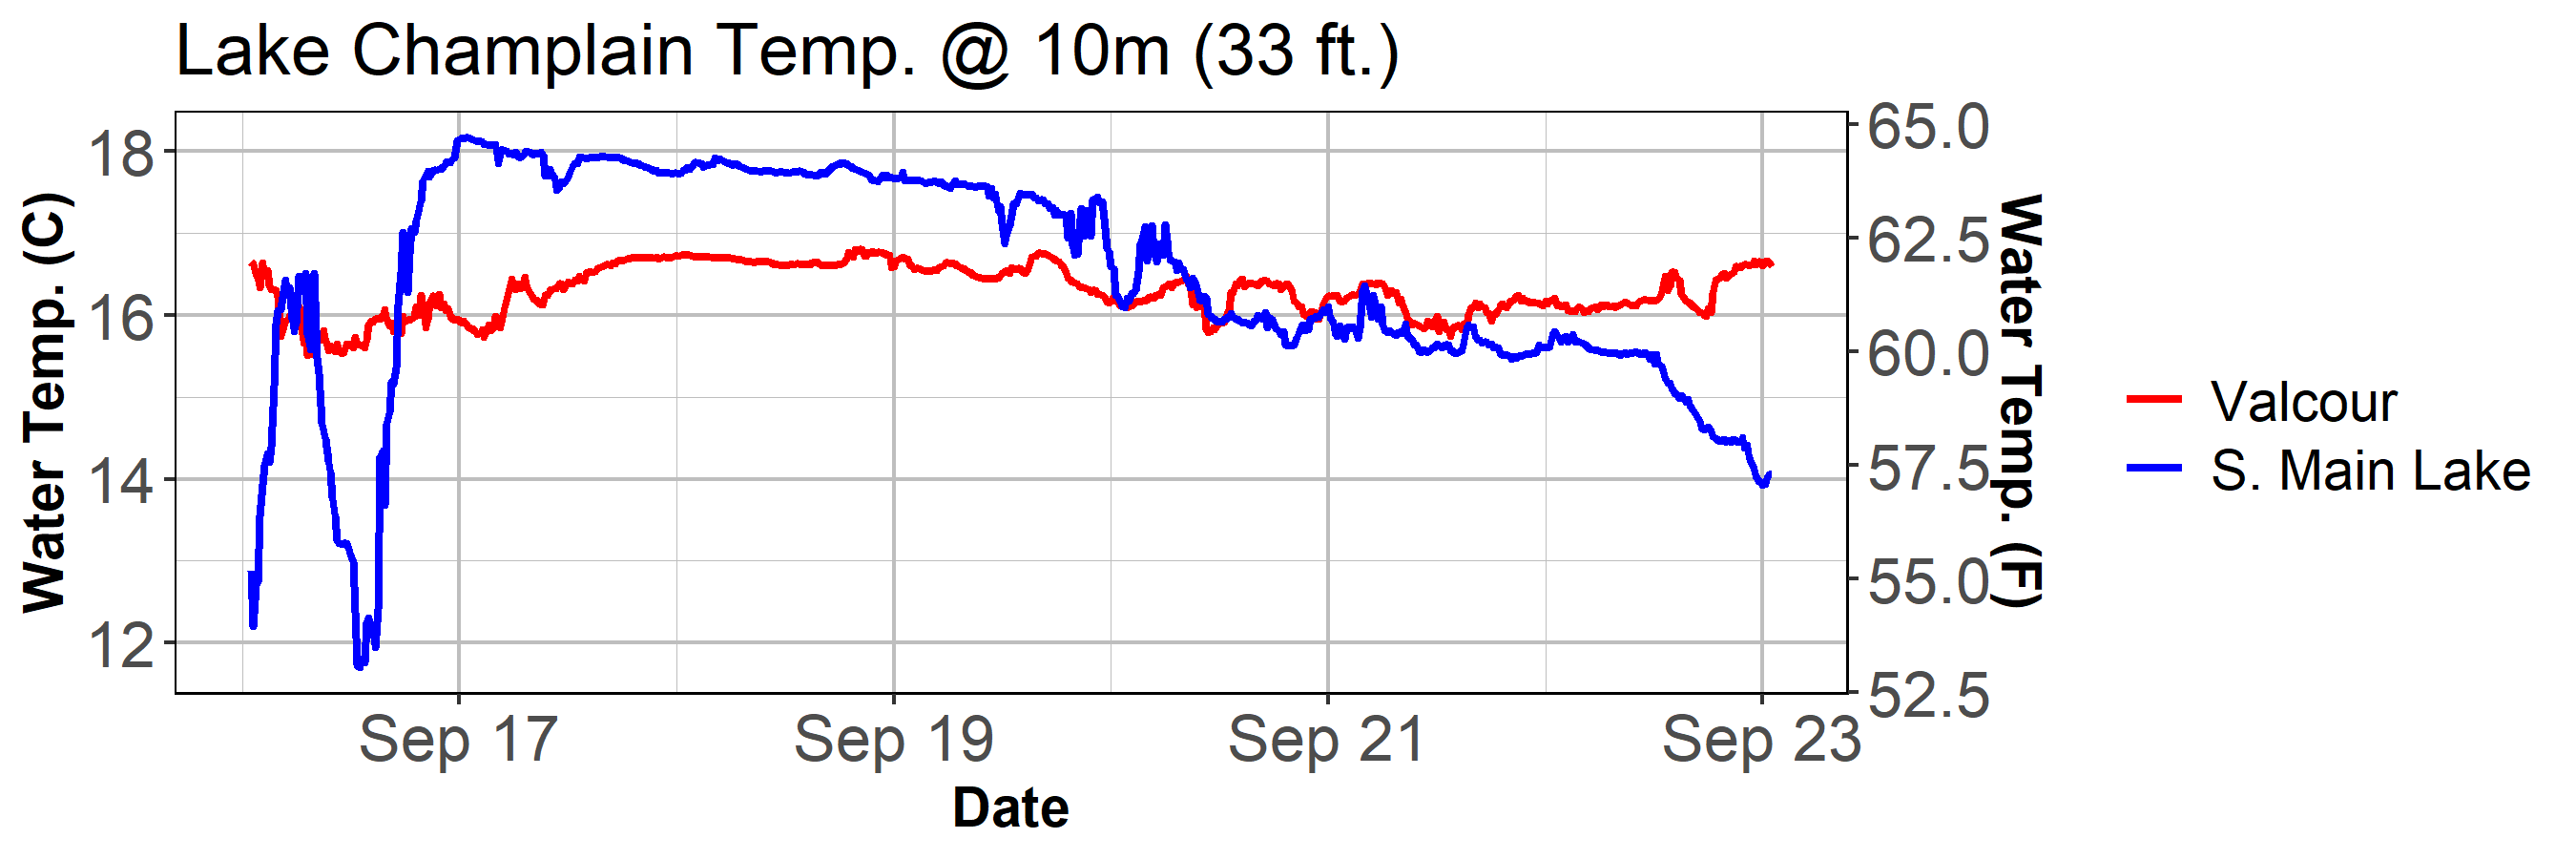 Lake Champlain Temp. @ 10m (33 ft.)
Water Temp. (C)
18
16
14
12
65.0
62.5
60.0
57.5
55.0
52.5
Water Temp. (F)
Sep 17
Sep 19
Sep 21
Sep 23
Date
Valcour
S. Main Lake